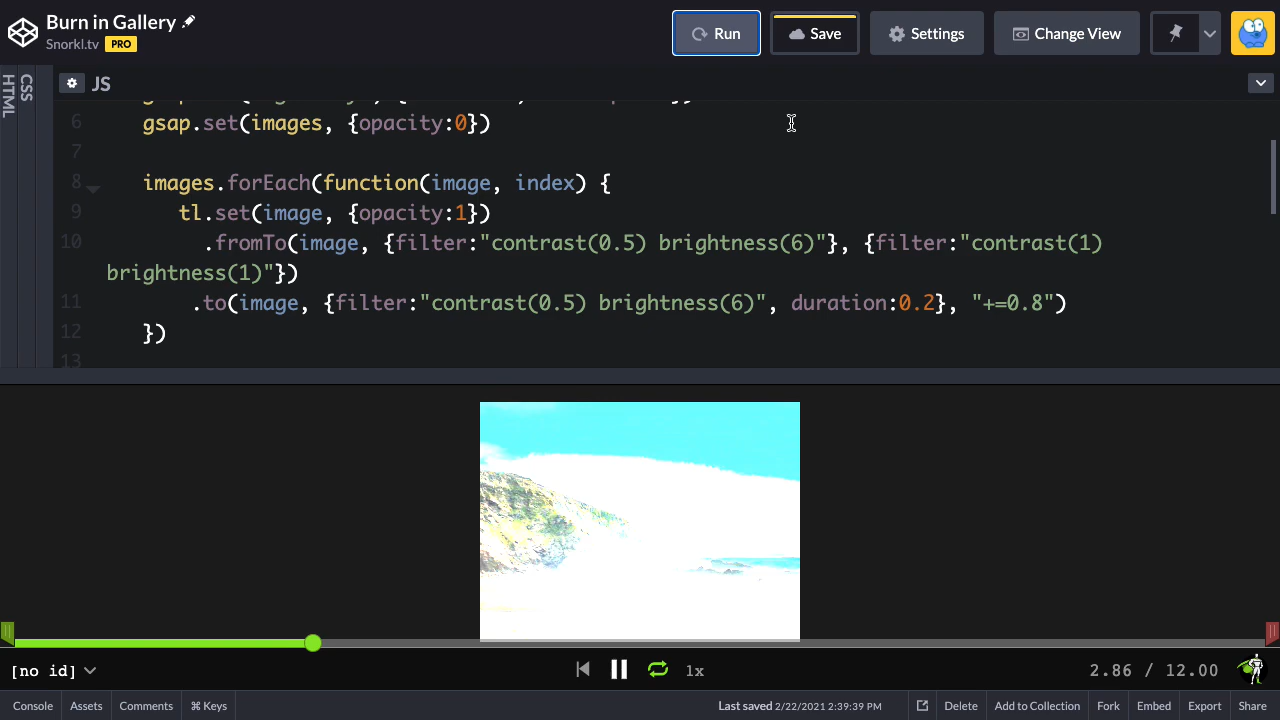 Burn in Gallery
Snorkl.tv PRO
Run
Save
Settings
Change View
HTML
CSS
JS
6 gsap.set(images, {opacity:0})
7
8 images.forEach(function(image, index) {
9 tl.set(image, {opacity:1})
10 .fromTo(image, {filter:"contrast(0.5) brightness(6)"}, {filter:"contrast(1)
brightness(1)"})
11 .to(image, {filter:"contrast(0.5) brightness(6)", duration:0.2}, "+=0.8")
12 })
13
[no id]
1x
2.86 / 12.00
Console
Assets
Comments
⌘ Keys
Last saved 2/22/2021 2:39:39 PM
Delete
Add to Collection
Fork
Embed
Export
Share